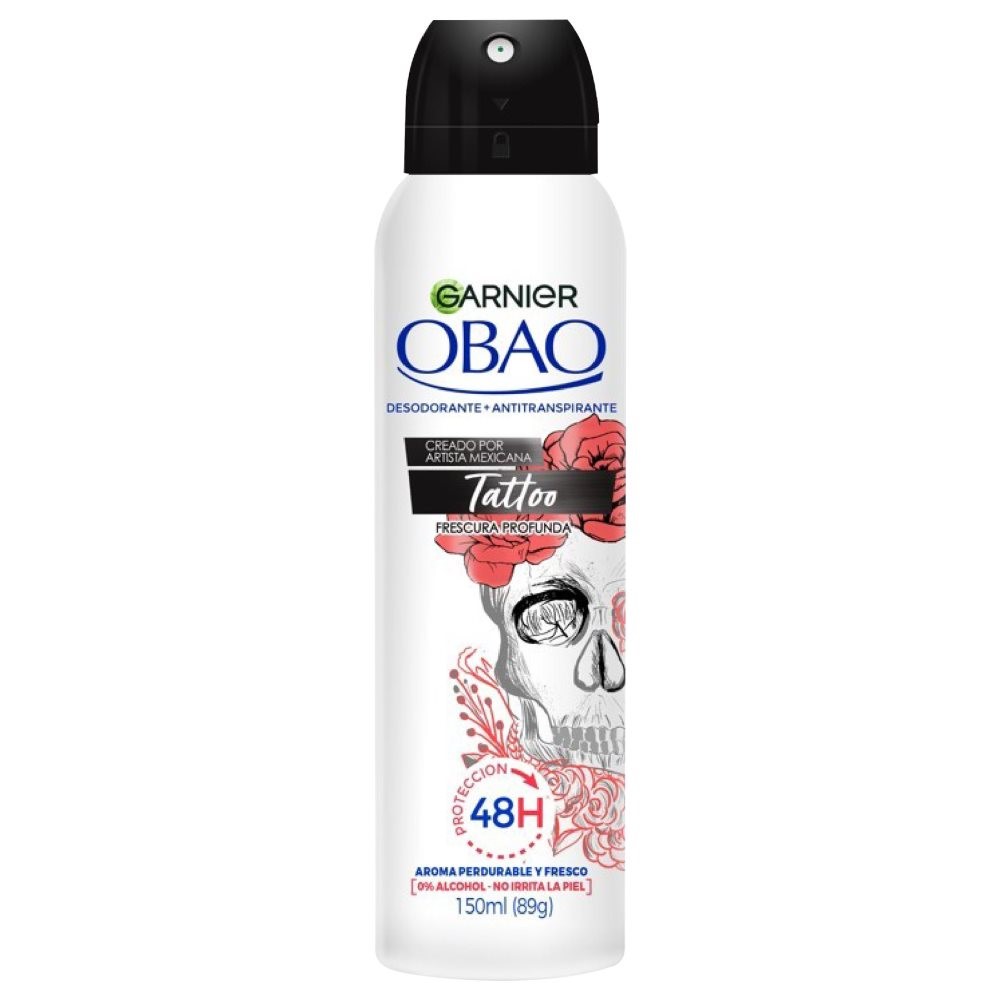 GARNIER
OBAO
DESODORANTE + ANTITRANSPIRANTE
CREADO POR
ARTISTA MEXICANA
Tattoo
FRESCURA PROFUNDA
PROTECCION
48H
AROMA PERDURABLE Y FRESCO
[0% ALCOHOL - NO IRRITA LA PIEL]
150ml (89g)